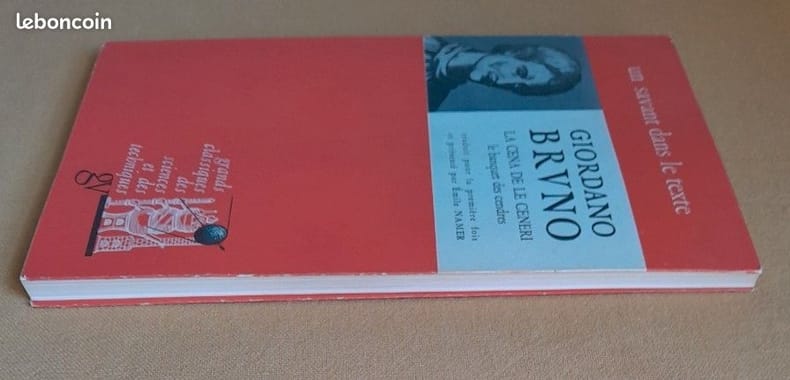 leboncoin
un savant dans le texte
GIORDANO
BRVNO
LA CENA DE LE CENERI
le banquet des cendres
traduit pour la première fois
et présenté par Émile NAMER
grands
classiques
des
sciences
et des
techniques
gv